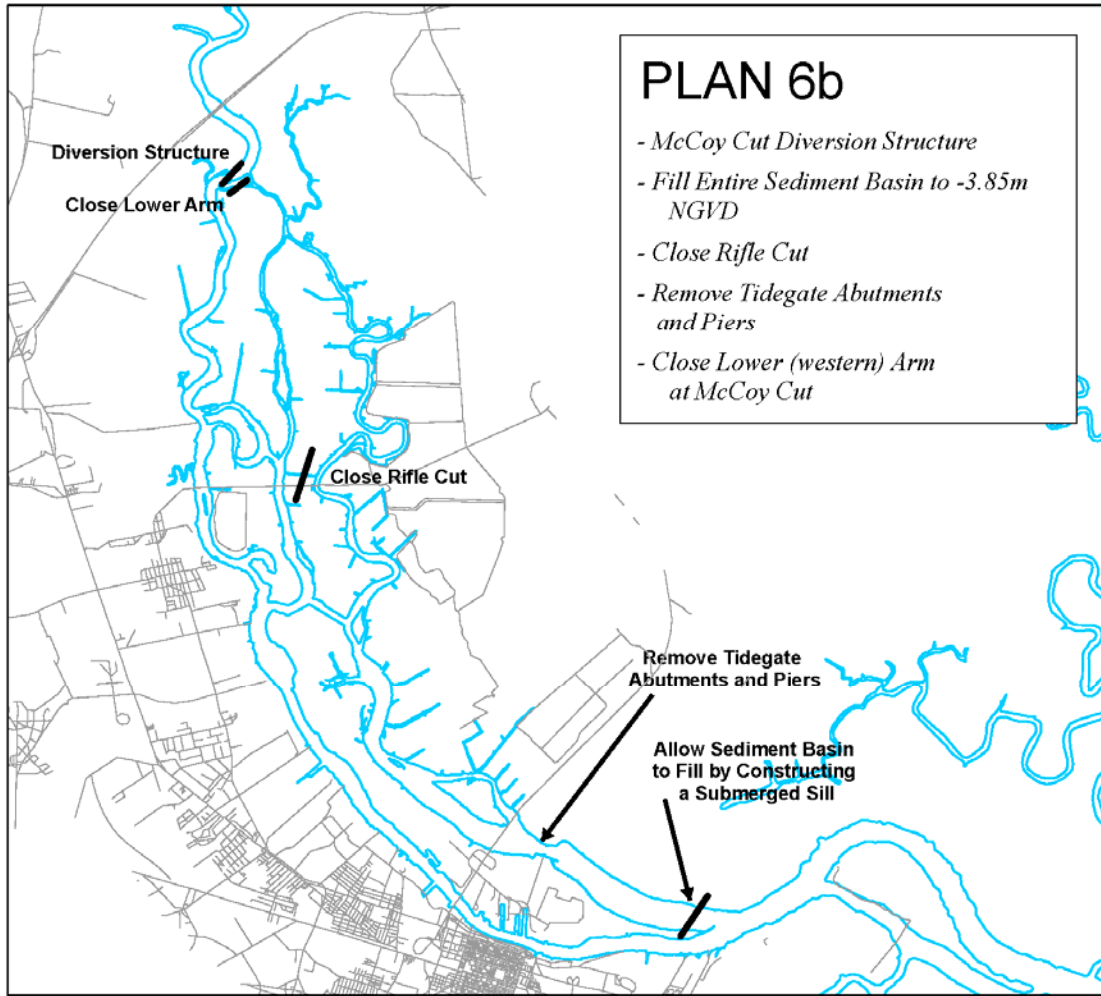 PLAN 6b
- McCoy Cut Diversion Structure
- Fill Entire Sediment Basin to -3.85m
NGVD
- Close Rifle Cut
- Remove Tidegate Abutments
and Piers
- Close Lower (western) Arm
at McCoy Cut
Diversion Structure
Close Lower Arm
Close Rifle Cut
Remove Tidegate
Abutments and Piers
Allow Sediment Basin
to Fill by Constructing
a Submerged Sill